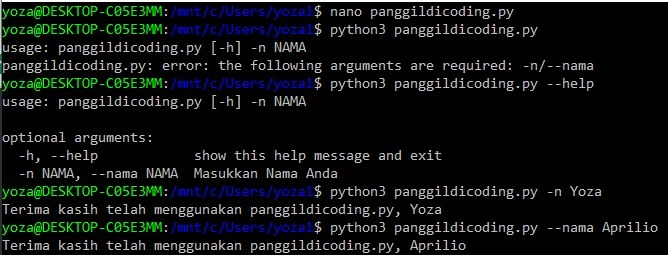 yoza@DESKTOP-C05E3MM:/mnt/c/Users/yoza1$ nano panggildicoding.py
yoza@DESKTOP-C05E3MM:/mnt/c/Users/yoza1$ python3 panggildicoding.py
usage: panggildicoding.py [-h] -n NAMA
panggildicoding.py: error: the following arguments are required: -n/--nama
yoza@DESKTOP-C05E3MM:/mnt/c/Users/yoza1$ python3 panggildicoding.py --help
usage: panggildicoding.py [-h] -n NAMA

optional arguments:
  -h, --help            show this help message and exit
  -n NAMA, --nama NAMA  Masukkan Nama Anda
yoza@DESKTOP-C05E3MM:/mnt/c/Users/yoza1$ python3 panggildicoding.py -n Yoza
Terima kasih telah menggunakan panggildicoding.py, Yoza
yoza@DESKTOP-C05E3MM:/mnt/c/Users/yoza1$ python3 panggildicoding.py --nama Aprilio
Terima kasih telah menggunakan panggildicoding.py, Aprilio